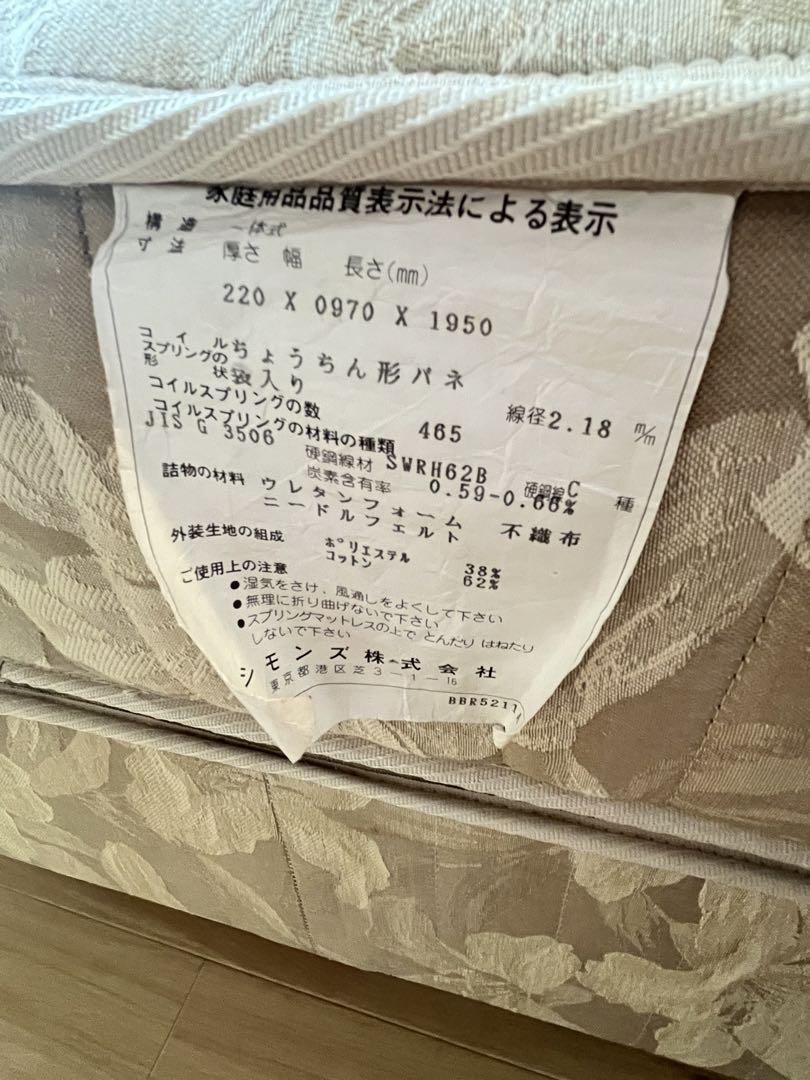 家庭用品品質表示法による表示
構造 一体式
寸法 厚さ 幅 長さ(mm)
220 X 0970 X 1950
コイル
スプリングの ちょうちん形バネ
形状 袋入り
コイルスプリングの数 465 線径2.18 m/m
コイルスプリングの材料の種類
JIS G 3506 硬鋼線材 SWRH62B 硬鋼線C 種
炭素含有率 0.59-0.66%
詰物の材料 ウレタンフォーム 不織布
ニードルフェルト
外装生地の組成 ポリエステル 38%
コットン 62%
ご使用上の注意
●湿気をさけ、風通しをよくして下さい
●無理に折り曲げないで下さい
●スプリングマットレスの上で とんだり はねたり
しないで下さい
シモンズ株式会社
東京都港区芝3-1-15
BBR5211